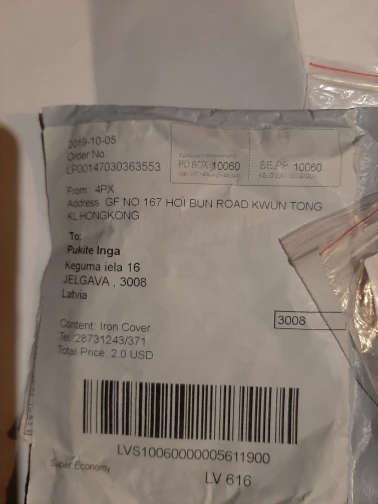 2019-10-05
Order No
LP00147030363553
PO BOX 10060
BE PP 10060
From: 4PX
Address: GF NO 167 HOI BUN ROAD KWUN TONG
KL HONGKONG
To:
Pukite Inga
Keguma iela 16
JELGAVA , 3008
Latvia
3008
Content: Iron Cover
Tel: 28731243/371
Total Price: 2.0 USD
LVS10060000005611900
Super Economy
LV 616